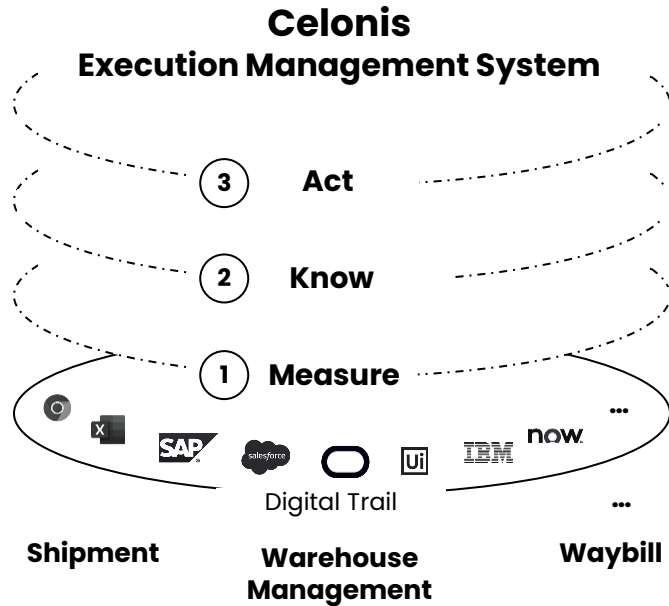 Celonis
Execution Management System
3 Act
2 Know
1 Measure
X
SAP
salesforce
Ui
IBM
now
...
Digital Trail
...
Shipment
Warehouse
Management
Waybill